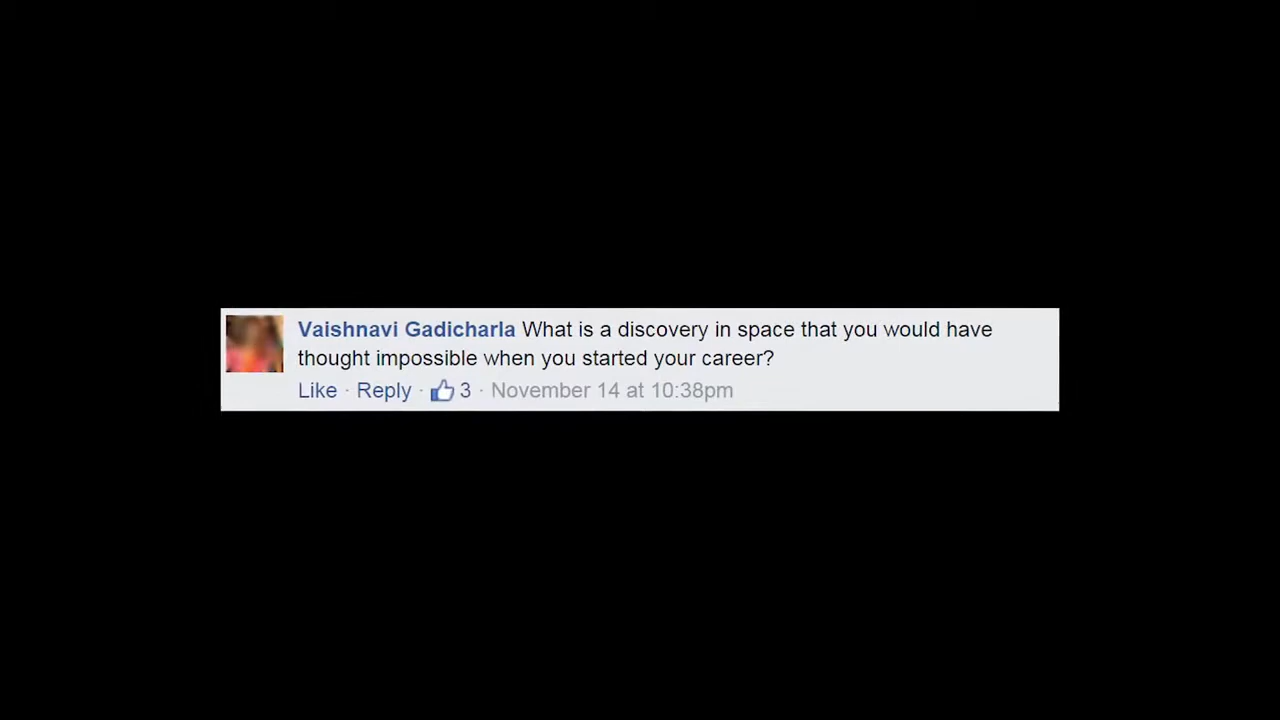 Vaishnavi Gadicharla What is a discovery in space that you would have
thought impossible when you started your career?
Like · Reply · 3 · November 14 at 10:38pm